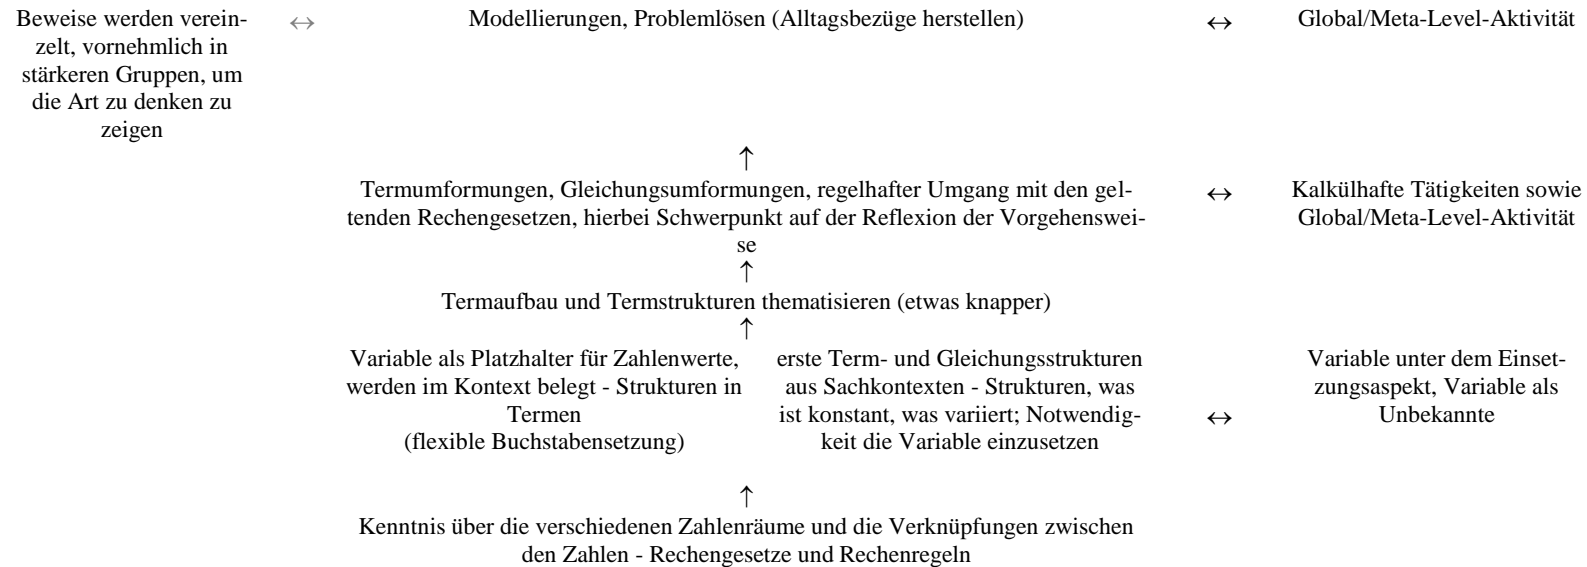 Beweise werden verein-
zelt, vornehmlich in
stärkeren Gruppen, um
die Art zu denken zu
zeigen
↔
Modellierungen, Problemlösen (Alltagsbezüge herstellen)
↔
Global/Meta-Level-Aktivität
↑
Termumformungen, Gleichungsumformungen, regelhafter Umgang mit den gel-
tenden Rechengesetzen, hierbei Schwerpunkt auf der Reflexion der Vorgehenswei-
se
↔
Kalkülhafte Tätigkeiten sowie
Global/Meta-Level-Aktivität
↑
Termaufbau und Termstrukturen thematisieren (etwas knapper)
↑
Variable als Platzhalter für Zahlenwerte,
werden im Kontext belegt - Strukturen in
Termen
(flexible Buchstabensetzung)
erste Term- und Gleichungsstrukturen
aus Sachkontexten - Strukturen, was
ist konstant, was variiert; Notwendig-
keit die Variable einzusetzen
↔
Variable unter dem Einset-
zungsaspekt, Variable als
Unbekannte
↑
Kenntnis über die verschiedenen Zahlenräume und die Verknüpfungen zwischen
den Zahlen - Rechengesetze und Rechenregeln